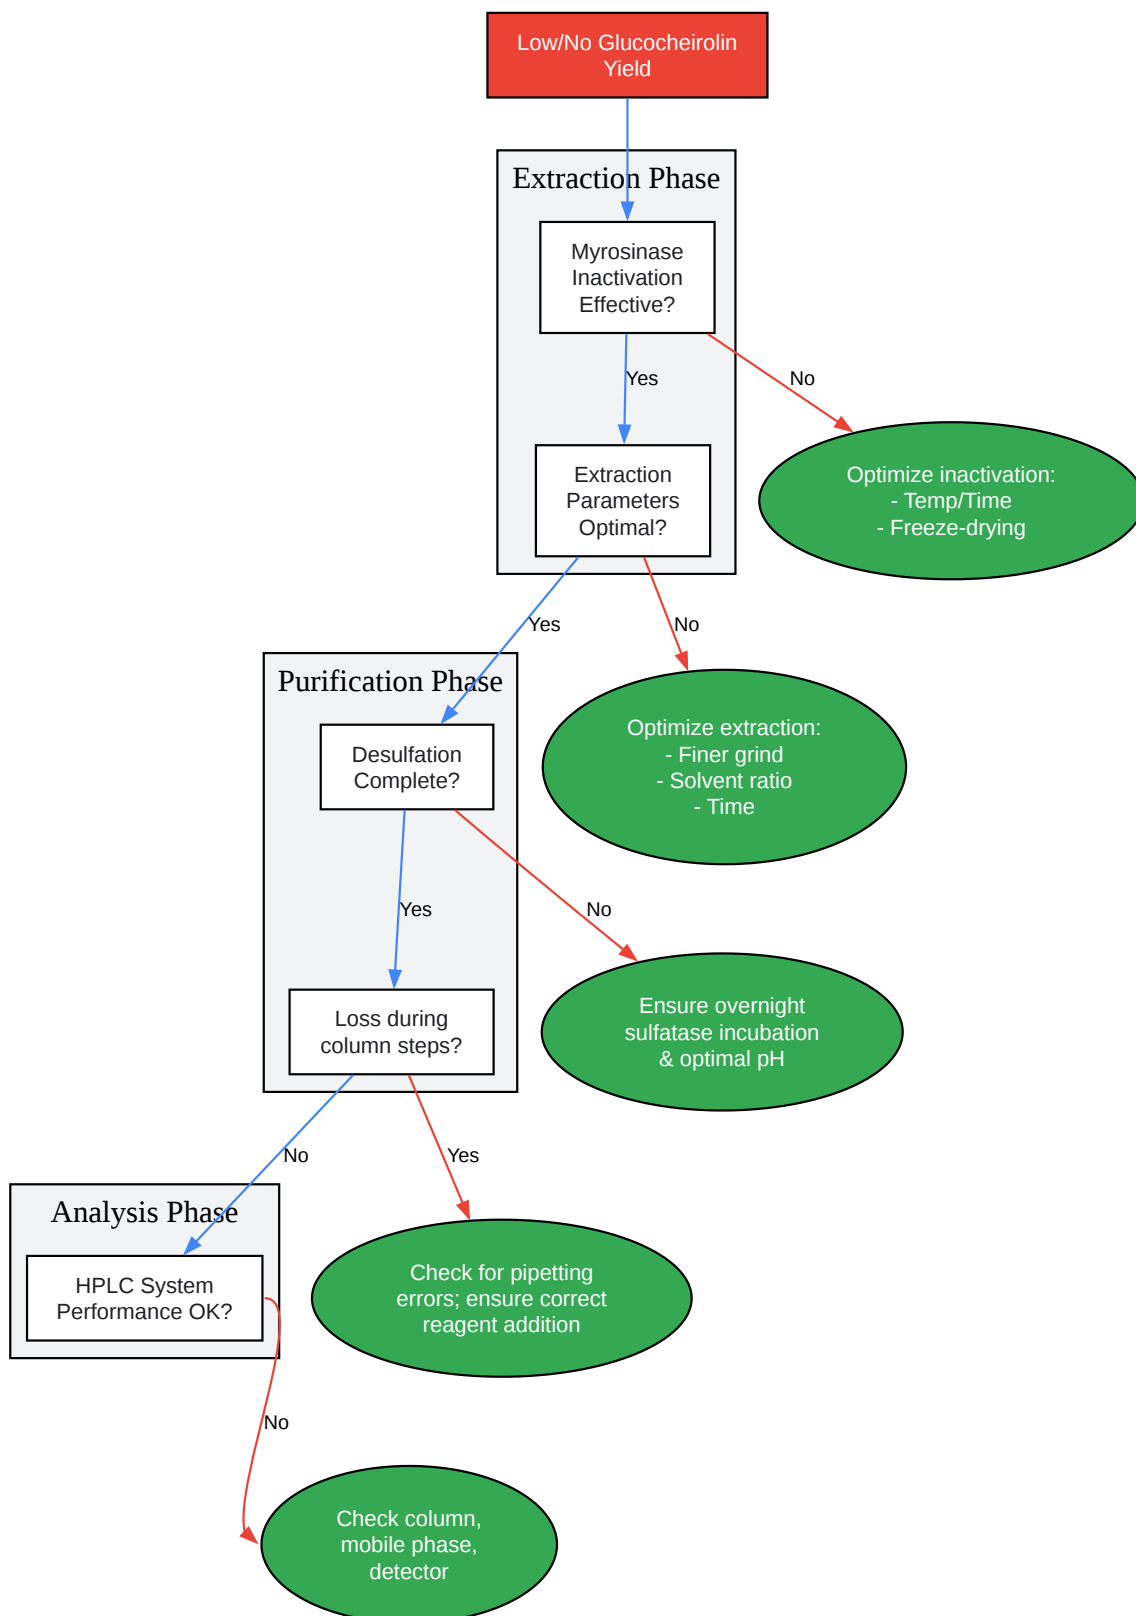 Low/No Glucocheirolin
Yield
Extraction Phase
Myrosinase
Inactivation
Effective?
Yes
No
Extraction
Parameters
Optimal?
Optimize inactivation:
- Temp/Time
- Freeze-drying
Yes
No
Purification Phase
Desulfation
Complete?
Optimize extraction:
- Finer grind
- Solvent ratio
- Time
Yes
No
Loss during
column steps?
Ensure overnight
sulfatase incubation
& optimal pH
No
Yes
Analysis Phase
HPLC System
Performance OK?
Check for pipetting
errors; ensure correct
reagent addition
No
Check column,
mobile phase,
detector